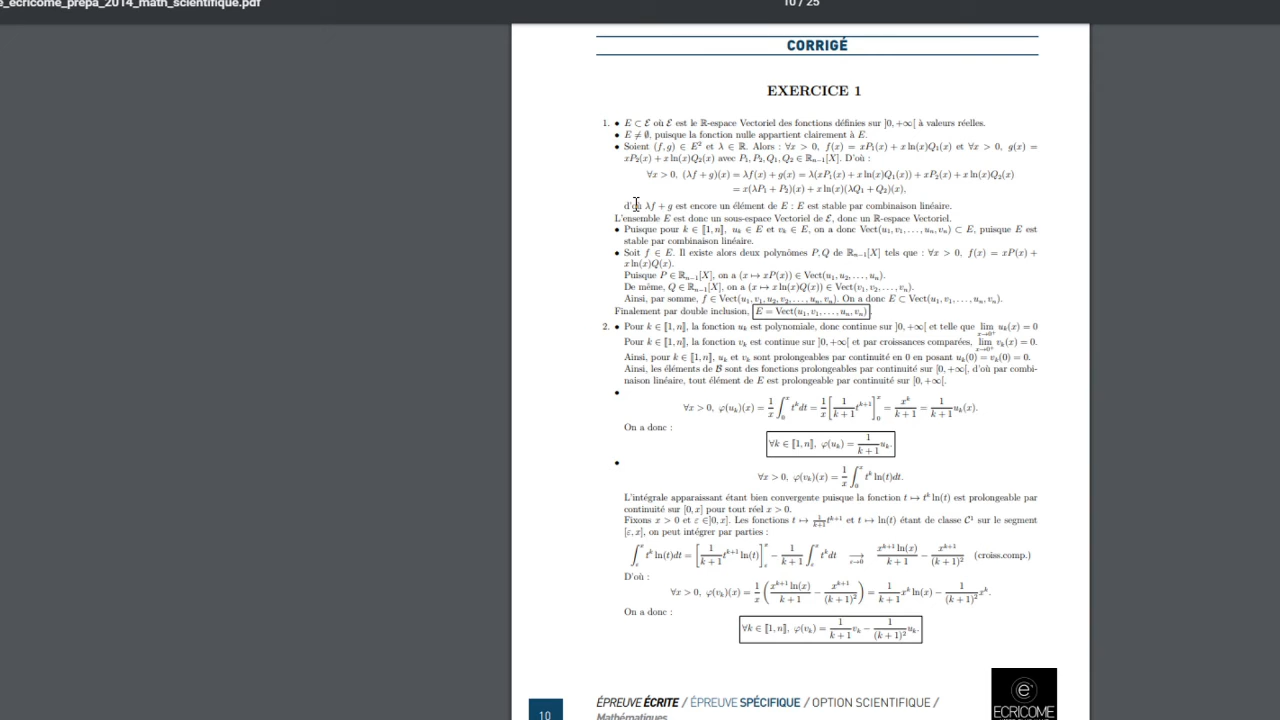 e_ecricome_prepa_2014_math_scientifique.pdf
10 / 25
CORRIGÉ
EXERCICE 1
1. • E ⊂ ℰ où ℰ est le ℝ-espace Vectoriel des fonctions définies sur ]0, +∞[ à valeurs réelles.
• E ≠ ∅, puisque la fonction nulle appartient clairement à E.
• Soient (f, g) ∈ E² et λ ∈ ℝ. Alors : ∀x > 0, f(x) = xP₁(x) + x ln(x)Q₁(x) et ∀x > 0, g(x) =
xP₂(x) + x ln(x)Q₂(x) avec P₁, P₂, Q₁, Q₂ ∈ ℝₙ₋₁[X]. D'où :
∀x > 0, (λf + g)(x) = λf(x) + g(x) = λ(xP₁(x) + x ln(x)Q₁(x)) + xP₂(x) + x ln(x)Q₂(x)
= x(λP₁ + P₂)(x) + x ln(x)(λQ₁ + Q₂)(x),
d'où λf + g est encore un élément de E : E est stable par combinaison linéaire.
L'ensemble E est donc un sous-espace Vectoriel de ℰ, donc un ℝ-espace Vectoriel.
• Puisque pour k ∈ ⟦1, n⟧, uₖ ∈ E et vₖ ∈ E, on a donc Vect(u₁, v₁, . . . , uₙ, vₙ) ⊂ E, puisque E est
stable par combinaison linéaire.
• Soit f ∈ E. Il existe alors deux polynômes P, Q de ℝₙ₋₁[X] tels que : ∀x > 0, f(x) = xP(x) +
x ln(x)Q(x).
Puisque P ∈ ℝₙ₋₁[X], on a (x ↦ xP(x)) ∈ Vect(u₁, u₂, . . . , uₙ).
De même, Q ∈ ℝₙ₋₁[X], on a (x ↦ x ln(x)Q(x)) ∈ Vect(v₁, v₂, . . . , vₙ).
Ainsi, par somme, f ∈ Vect(u₁, v₁, u₂, v₂, . . . , uₙ, vₙ). On a donc E ⊂ Vect(u₁, v₁, . . . , uₙ, vₙ).
Finalement par double inclusion, E = Vect(u₁, v₁, . . . , uₙ, vₙ) .
2. • Pour k ∈ ⟦1, n⟧, la fonction uₖ est polynomiale, donc continue sur ]0, +∞[ et telle que lim_{x→0⁺} uₖ(x) = 0
Pour k ∈ ⟦1, n⟧, la fonction vₖ est continue sur ]0, +∞[ et par croissances comparées, lim_{x→0⁺} vₖ(x) = 0.
Ainsi, pour k ∈ ⟦1, n⟧, uₖ et vₖ sont prolongeables par continuité en 0 en posant uₖ(0) = vₖ(0) = 0.
Ainsi, les éléments de ℬ sont des fonctions prolongeables par continuité sur [0, +∞[, d'où par combi-
naison linéaire, tout élément de E est prolongeable par continuité sur [0, +∞[.
•
∀x > 0, φ(uₖ)(x) = 1/x ∫₀ˣ tᵏdt = 1/x [1/(k+1) tᵏ⁺¹]₀ˣ = xᵏ/(k+1) = 1/(k+1) uₖ(x).
On a donc :
∀k ∈ ⟦1, n⟧, φ(uₖ) = 1/(k+1) uₖ.
•
∀x > 0, φ(vₖ)(x) = 1/x ∫₀ˣ tᵏ ln(t)dt.
L'intégrale apparaissant étant bien convergente puisque la fonction t ↦ tᵏ ln(t) est prolongeable par
continuité sur [0, x] pour tout réel x > 0.
Fixons x > 0 et ε ∈]0, x]. Les fonctions t ↦ 1/(k+1) tᵏ⁺¹ et t ↦ ln(t) étant de classe 𝒞¹ sur le segment
[ε, x], on peut intégrer par parties :
∫_ε^x tᵏ ln(t)dt = [1/(k+1) tᵏ⁺¹ ln(t)]_ε^x − 1/(k+1) ∫_ε^x tᵏdt ⟶_{ε→0} xᵏ⁺¹ ln(x)/(k+1) − xᵏ⁺¹/(k+1)² (croiss.comp.)
D'où :
∀x > 0, φ(vₖ)(x) = 1/x (xᵏ⁺¹ ln(x)/(k+1) − xᵏ⁺¹/(k+1)²) = 1/(k+1) xᵏ ln(x) − 1/(k+1)² xᵏ.
On a donc :
∀k ∈ ⟦1, n⟧, φ(vₖ) = 1/(k+1) vₖ − 1/(k+1)² uₖ.
10
ÉPREUVE ÉCRITE / ÉPREUVE SPÉCIFIQUE / OPTION SCIENTIFIQUE /
Mathématiques
e
ECRICOME